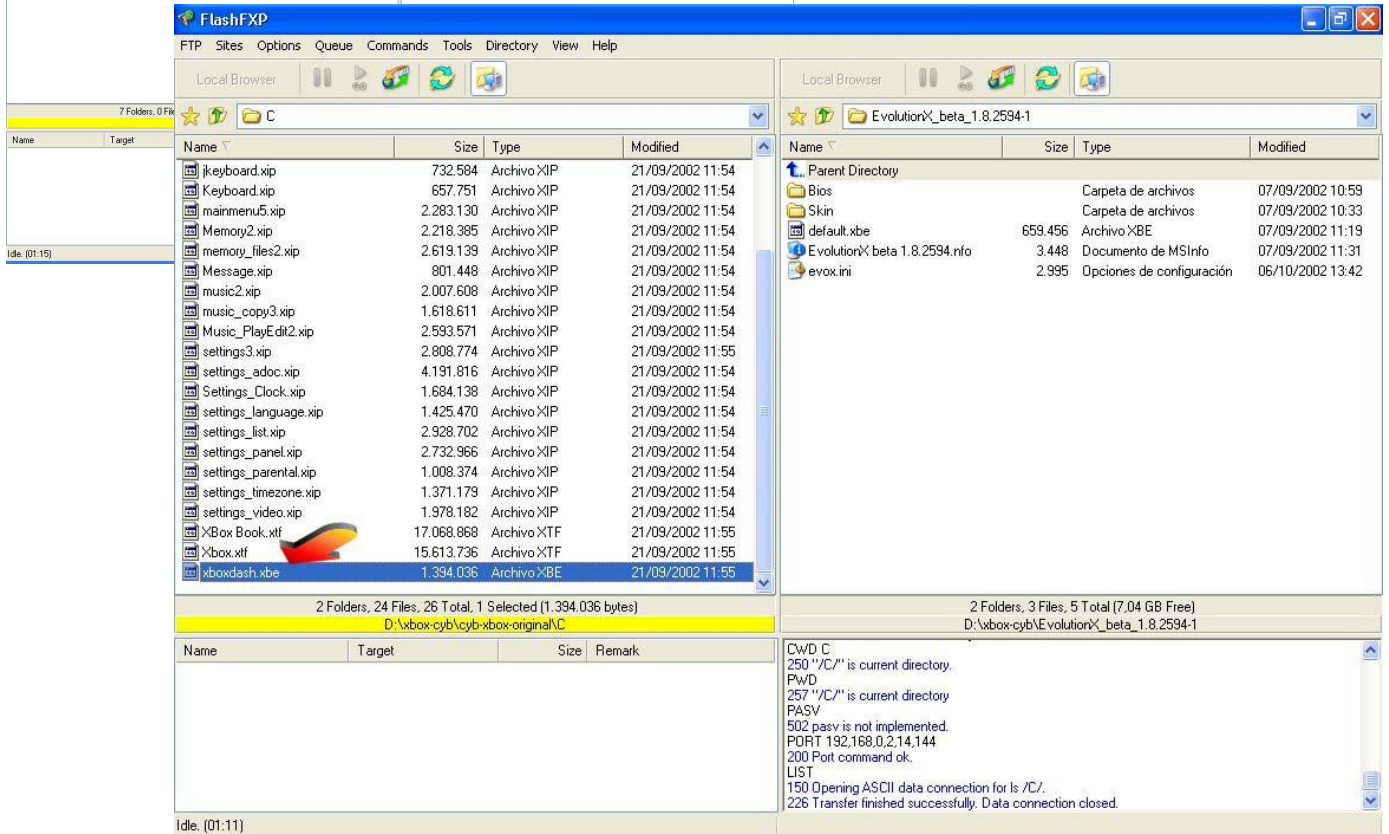 FlashFXP
FTP Sites Options Queue Commands Tools Directory View Help
Local Browser
Local Browser
7 Folders, 0 File
Name Target
Idle. (01:15)
C
Name Size Type Modified
jkeyboard.xip 732.584 Archivo XIP 21/09/2002 11:54
Keyboard.xip 657.751 Archivo XIP 21/09/2002 11:54
mainmenu5.xip 2.283.130 Archivo XIP 21/09/2002 11:54
Memory2.xip 2.218.385 Archivo XIP 21/09/2002 11:54
memory_files2.xip 2.619.139 Archivo XIP 21/09/2002 11:54
Message.xip 801.448 Archivo XIP 21/09/2002 11:54
music2.xip 2.007.608 Archivo XIP 21/09/2002 11:54
music_copy3.xip 1.618.611 Archivo XIP 21/09/2002 11:54
Music_PlayEdit2.xip 2.593.571 Archivo XIP 21/09/2002 11:54
settings3.xip 2.808.774 Archivo XIP 21/09/2002 11:55
settings_adoc.xip 4.191.816 Archivo XIP 21/09/2002 11:54
Settings_Clock.xip 1.684.138 Archivo XIP 21/09/2002 11:54
settings_language.xip 1.425.470 Archivo XIP 21/09/2002 11:54
settings_list.xip 2.928.702 Archivo XIP 21/09/2002 11:54
settings_panel.xip 2.732.966 Archivo XIP 21/09/2002 11:54
settings_parental.xip 1.008.374 Archivo XIP 21/09/2002 11:54
settings_timezone.xip 1.371.179 Archivo XIP 21/09/2002 11:54
settings_video.xip 1.978.182 Archivo XIP 21/09/2002 11:54
XBox Book.xtf 17.068.868 Archivo XTF 21/09/2002 11:55
Xbox.xtf 15.613.736 Archivo XTF 21/09/2002 11:55
xboxdash.xbe 1.394.036 Archivo XBE 21/09/2002 11:55
2 Folders, 24 Files, 26 Total, 1 Selected (1.394.036 bytes)
D:\xbox-cyb\cyb-xbox-original\C
Name Target Size Remark
Idle. (01:11)
EvolutionX_beta_1.8.2594-1
Name Size Type Modified
Parent Directory
Bios Carpeta de archivos 07/09/2002 10:59
Skin Carpeta de archivos 07/09/2002 10:33
default.xbe 659.456 Archivo XBE 07/09/2002 11:19
EvolutionX beta 1.8.2594.nfo 3.448 Documento de MSInfo 07/09/2002 11:31
evox.ini 2.995 Opciones de configuración 06/10/2002 13:42
2 Folders, 3 Files, 5 Total (7,04 GB Free)
D:\xbox-cyb\EvolutionX_beta_1.8.2594-1
CWD C
250 "/C/" is current directory.
PWD
257 "/C/" is current directory
PASV
502 pasv is not implemented.
PORT 192,168,0,2,14,144
200 Port command ok.
LIST
150 Opening ASCII data connection for ls /C/.
226 Transfer finished successfully. Data connection closed.